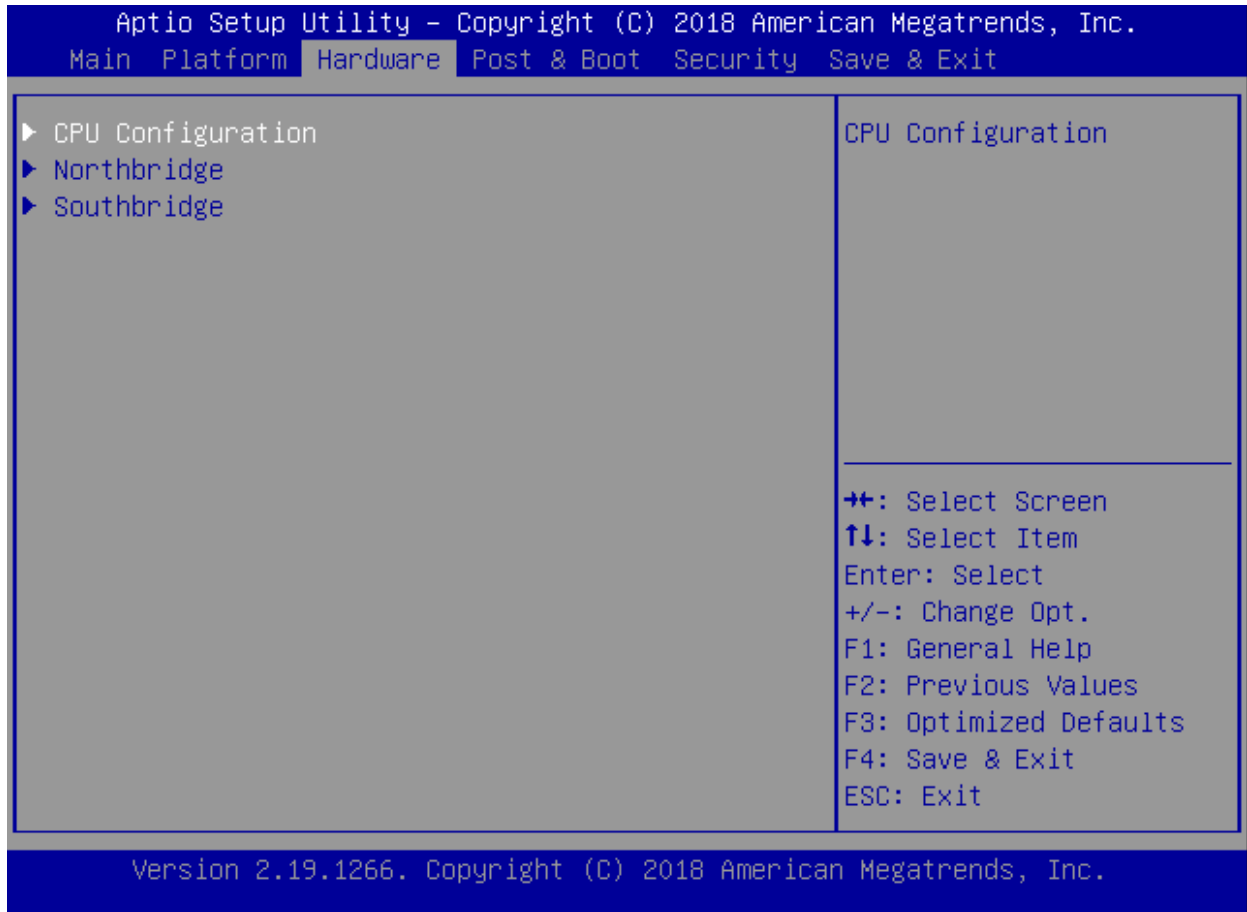 Aptio Setup Utility – Copyright (C) 2018 American Megatrends, Inc.
Main Platform Hardware Post & Boot Security Save & Exit
► CPU Configuration
► Northbridge
► Southbridge
CPU Configuration
→←: Select Screen
↑↓: Select Item
Enter: Select
+/-: Change Opt.
F1: General Help
F2: Previous Values
F3: Optimized Defaults
F4: Save & Exit
ESC: Exit
Version 2.19.1266. Copyright (C) 2018 American Megatrends, Inc.